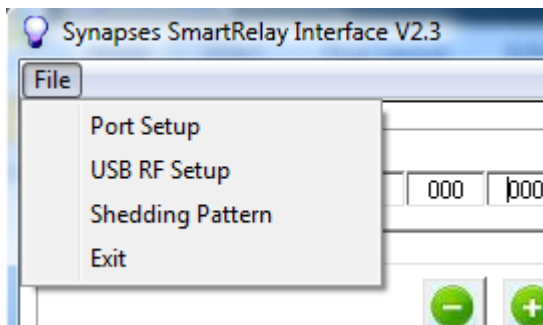 Synapses SmartRelay Interface V2.3
File
Port Setup
USB RF Setup
000 000
Shedding Pattern
Exit